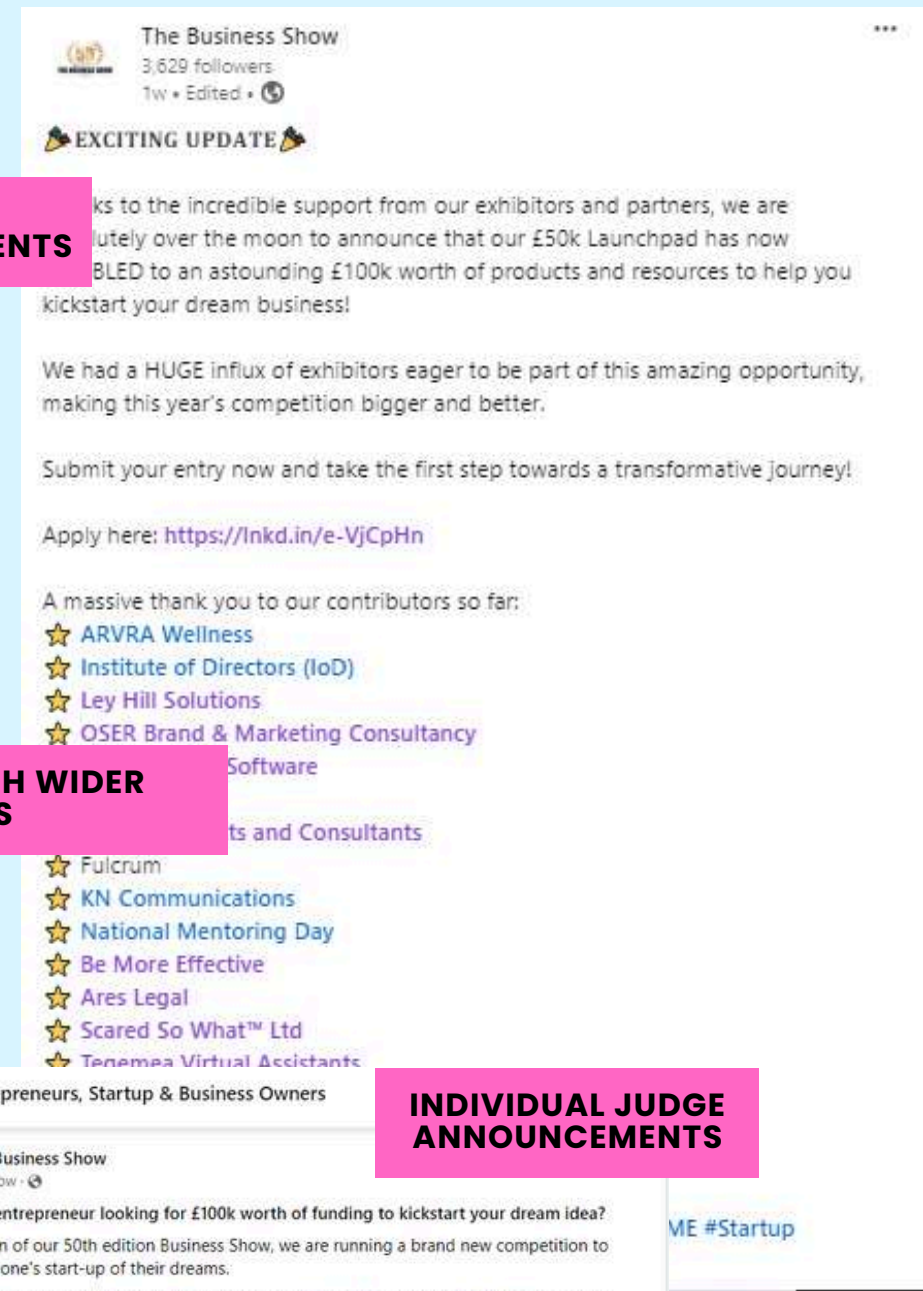 The Business Show
3,629 followers
1w • Edited •
EXCITING UPDATE
ks to the incredible support from our exhibitors and partners, we are
ENTS
lutely over the moon to announce that our £50k Launchpad has now
BLED to an astounding £100k worth of products and resources to help you
kickstart your dream business!
We had a HUGE influx of exhibitors eager to be part of this amazing opportunity,
making this year's competition bigger and better.
Submit your entry now and take the first step towards a transformative journey!
Apply here: https://lnkd.in/e-VjCpHn
A massive thank you to our contributors so far:
ARVRA Wellness
Institute of Directors (IoD)
Ley Hill Solutions
OSER Brand & Marketing Consultancy
Software
H WIDER
S
ts and Consultants
Fulcrum
KN Communications
National Mentoring Day
Be More Effective
Ares Legal
Scared So What™ Ltd
Tegemea Virtual Assistants
preneurs, Startup & Business Owners
INDIVIDUAL JUDGE
ANNOUNCEMENTS
Business Show
ow ·
entrepreneur looking for £100k worth of funding to kickstart your dream idea?
n of our 50th edition Business Show, we are running a brand new competition to
one's start-up of their dreams.
ME #Startup